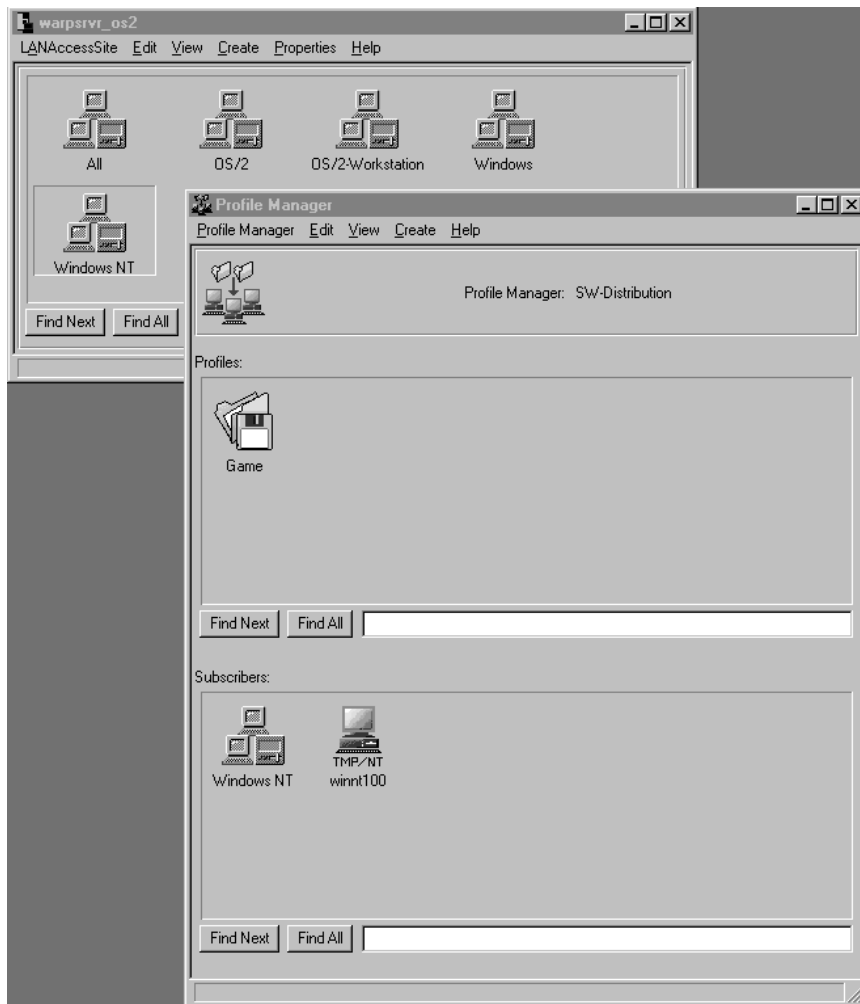 warpsrvr_os2
LANAccessSite Edit View Create Properties Help
All OS/2 OS/2-Workstation Windows
Windows NT
Find Next Find All
Profile Manager
Profile Manager Edit View Create Help
Profile Manager: SW-Distribution
Profiles:
Game
Find Next Find All
Subscribers:
TMP/NT
Windows NT winnt100
Find Next Find All